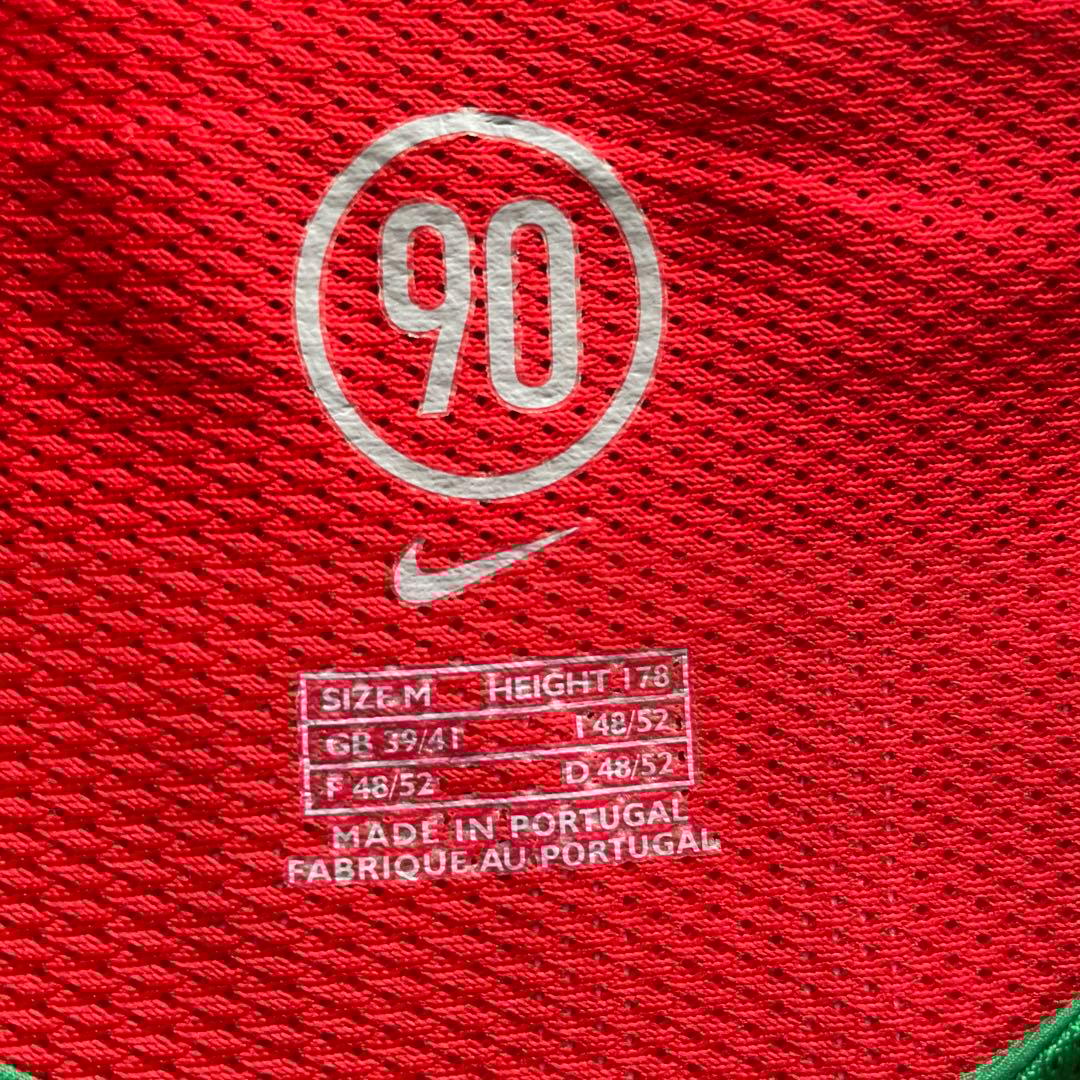 90
SIZE M HEIGHT 178
GB 39/41 I 48/52
F 48/52 D 48/52
MADE IN PORTUGAL
FABRIQUE AU PORTUGAL